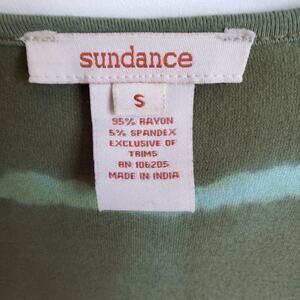 sundance
S
95% RAYON
5% SPANDEX
EXCLUSIVE OF
TRIMS
RN 106205
MADE IN INDIA